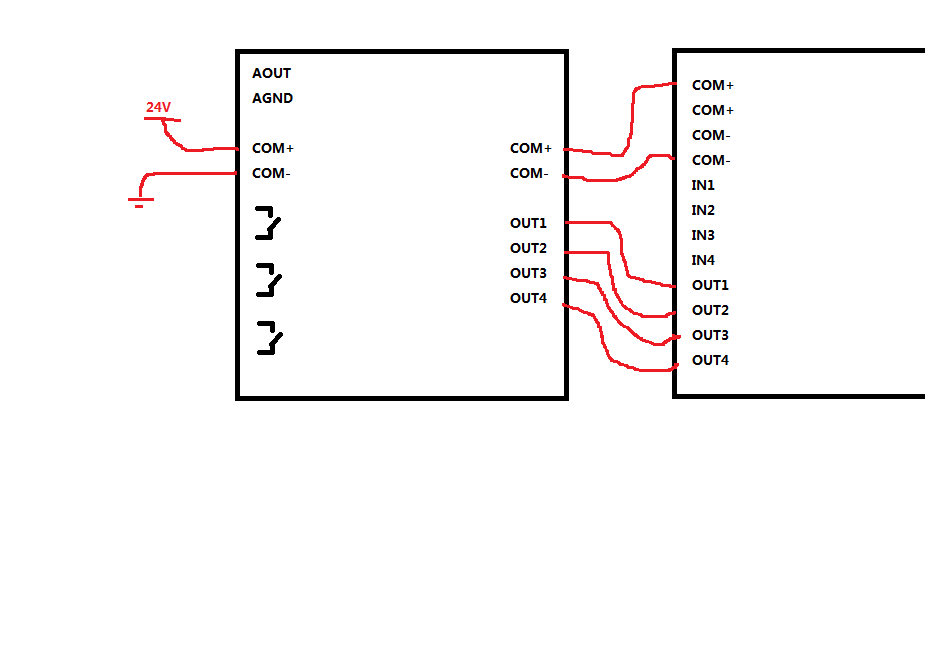 24V
AOUT
AGND
COM+
COM-
COM+
COM-
OUT1
OUT2
OUT3
OUT4
COM+
COM+
COM-
COM-
IN1
IN2
IN3
IN4
OUT1
OUT2
OUT3
OUT4